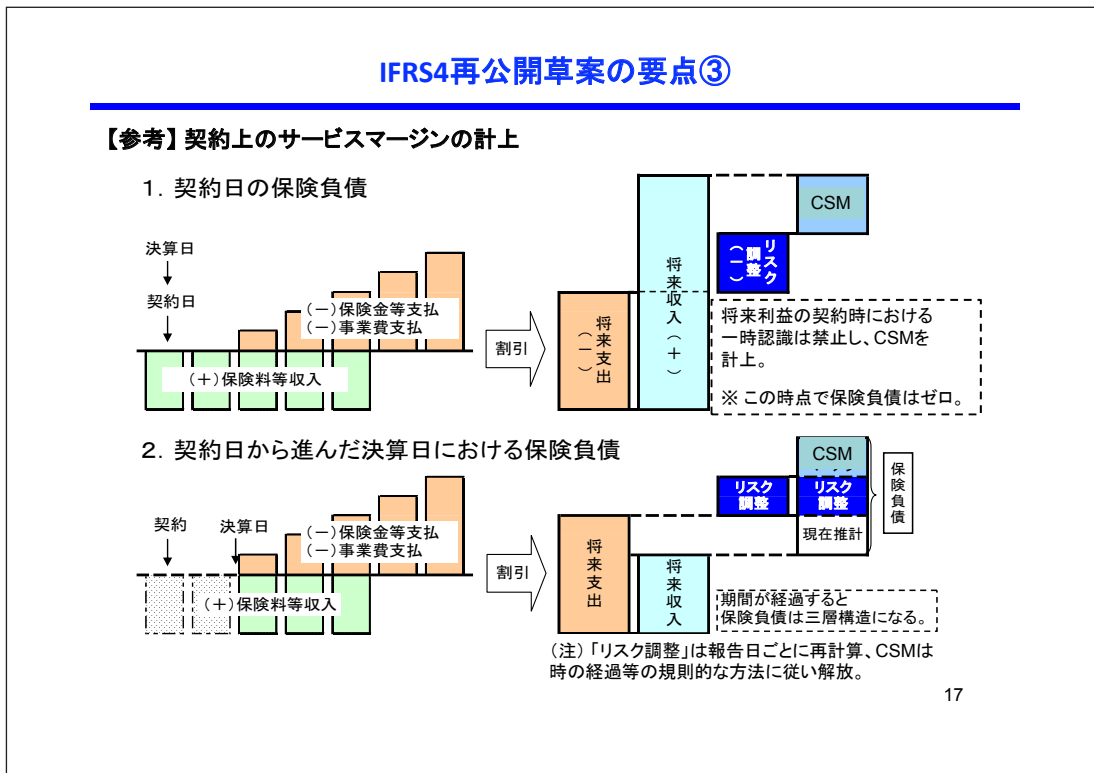 IFRS4再公開草案の要点③
【参考】契約上のサービスマージンの計上
1．契約日の保険負債
決算日
契約日
(－)保険金等支払
(－)事業費支払
(＋)保険料等収入
割引
将来支出(－)
将来収入(＋)
リスク調整(－)
CSM
将来利益の契約時における
一時認識は禁止し、CSMを
計上。
※ この時点で保険負債はゼロ。
2．契約日から進んだ決算日における保険負債
契約
決算日
(－)保険金等支払
(－)事業費支払
(＋)保険料等収入
割引
将来支出
将来収入
リスク
調整
CSM
リスク
調整
現在推計
保険負債
期間が経過すると
保険負債は三層構造になる。
(注)「リスク調整」は報告日ごとに再計算、CSMは
時の経過等の規則的な方法に従い解放。
17